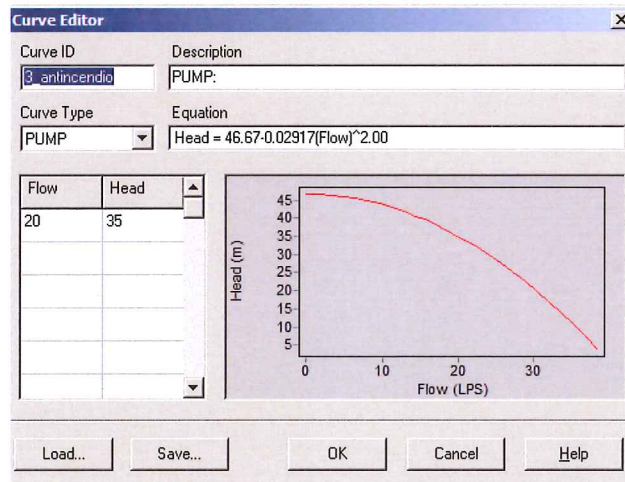 Curve Editor
Curve ID
Description
3_antincendio
PUMP:
Curve Type
Equation
PUMP
Head = 46.67-0.02917(Flow)^2.00
Flow Head
20 35
45
40
35
30
25
20
15
10
5
Head (m)
0 10 20 30
Flow (LPS)
Load... Save... OK Cancel Help